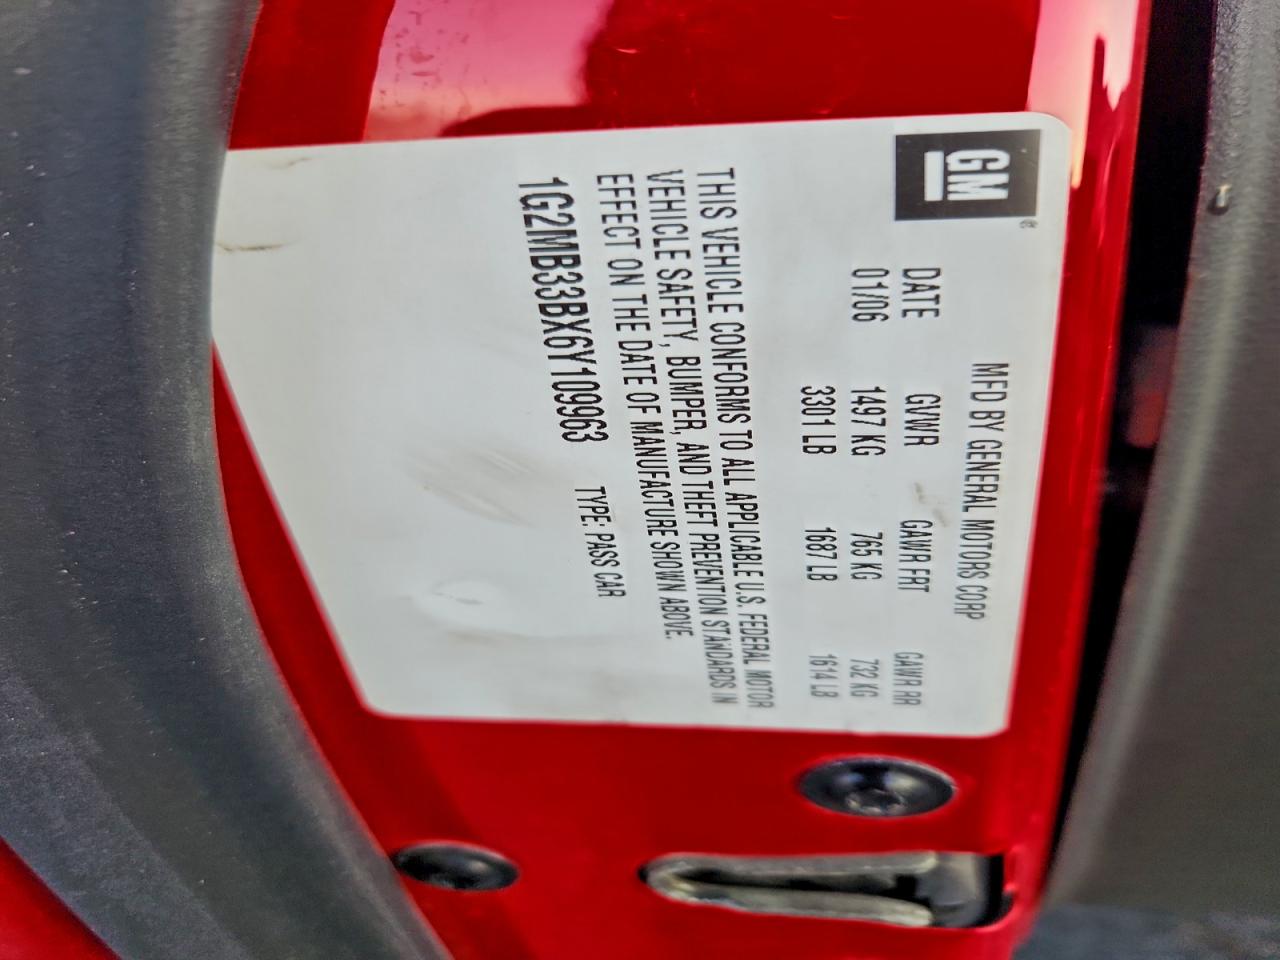 GM
®
MFD BY GENERAL MOTORS CORP
DATE GVWR GAWR FRT GAWR RR
01/06 1497 KG 765 KG 732 KG
3301 LB 1687 LB 1614 LB
THIS VEHICLE CONFORMS TO ALL APPLICABLE U.S. FEDERAL MOTOR
VEHICLE SAFETY, BUMPER, AND THEFT PREVENTION STANDARDS IN
EFFECT ON THE DATE OF MANUFACTURE SHOWN ABOVE.
1G2MB33BX6Y109963 TYPE: PASS CAR